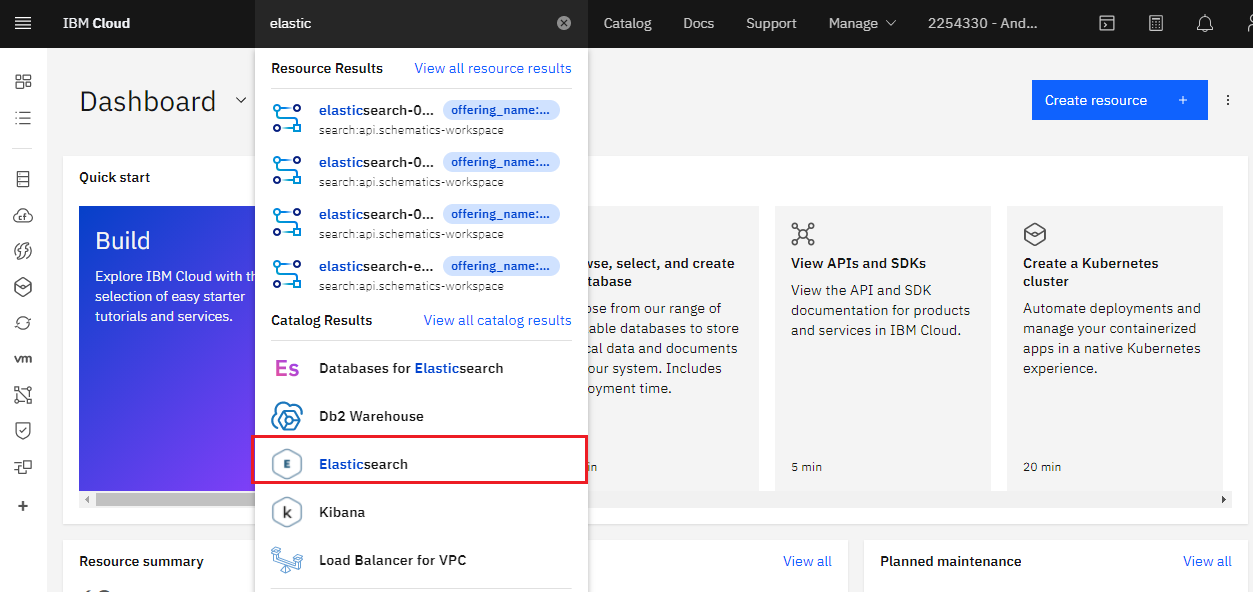 IBM Cloud
elastic
Catalog
Docs
Support
Manage
2254330 - And...
Dashboard
Create resource +
Resource Results
View all resource results
elasticsearch-0...
offering_name:...
search:api.schematics-workspace
elasticsearch-0...
offering_name:...
search:api.schematics-workspace
elasticsearch-0...
offering_name:...
search:api.schematics-workspace
elasticsearch-e...
offering_name:...
search:api.schematics-workspace
Catalog Results
View all catalog results
Es
Databases for Elasticsearch
Db2 Warehouse
E
Elasticsearch
k
Kibana
Load Balancer for VPC
cf
vm
Quick start
Build
Explore IBM Cloud with th
selection of easy starter
tutorials and services.
wse, select, and create
tabase
ose from our range of
able databases to store
cal data and documents
our system. Includes
oyment time.
in
View APIs and SDKs
View the API and SDK
documentation for products
and services in IBM Cloud.
5 min
Create a Kubernetes
cluster
Automate deployments and
manage your containerized
apps in a native Kubernetes
experience.
20 min
Resource summary
View all
Planned maintenance
View all